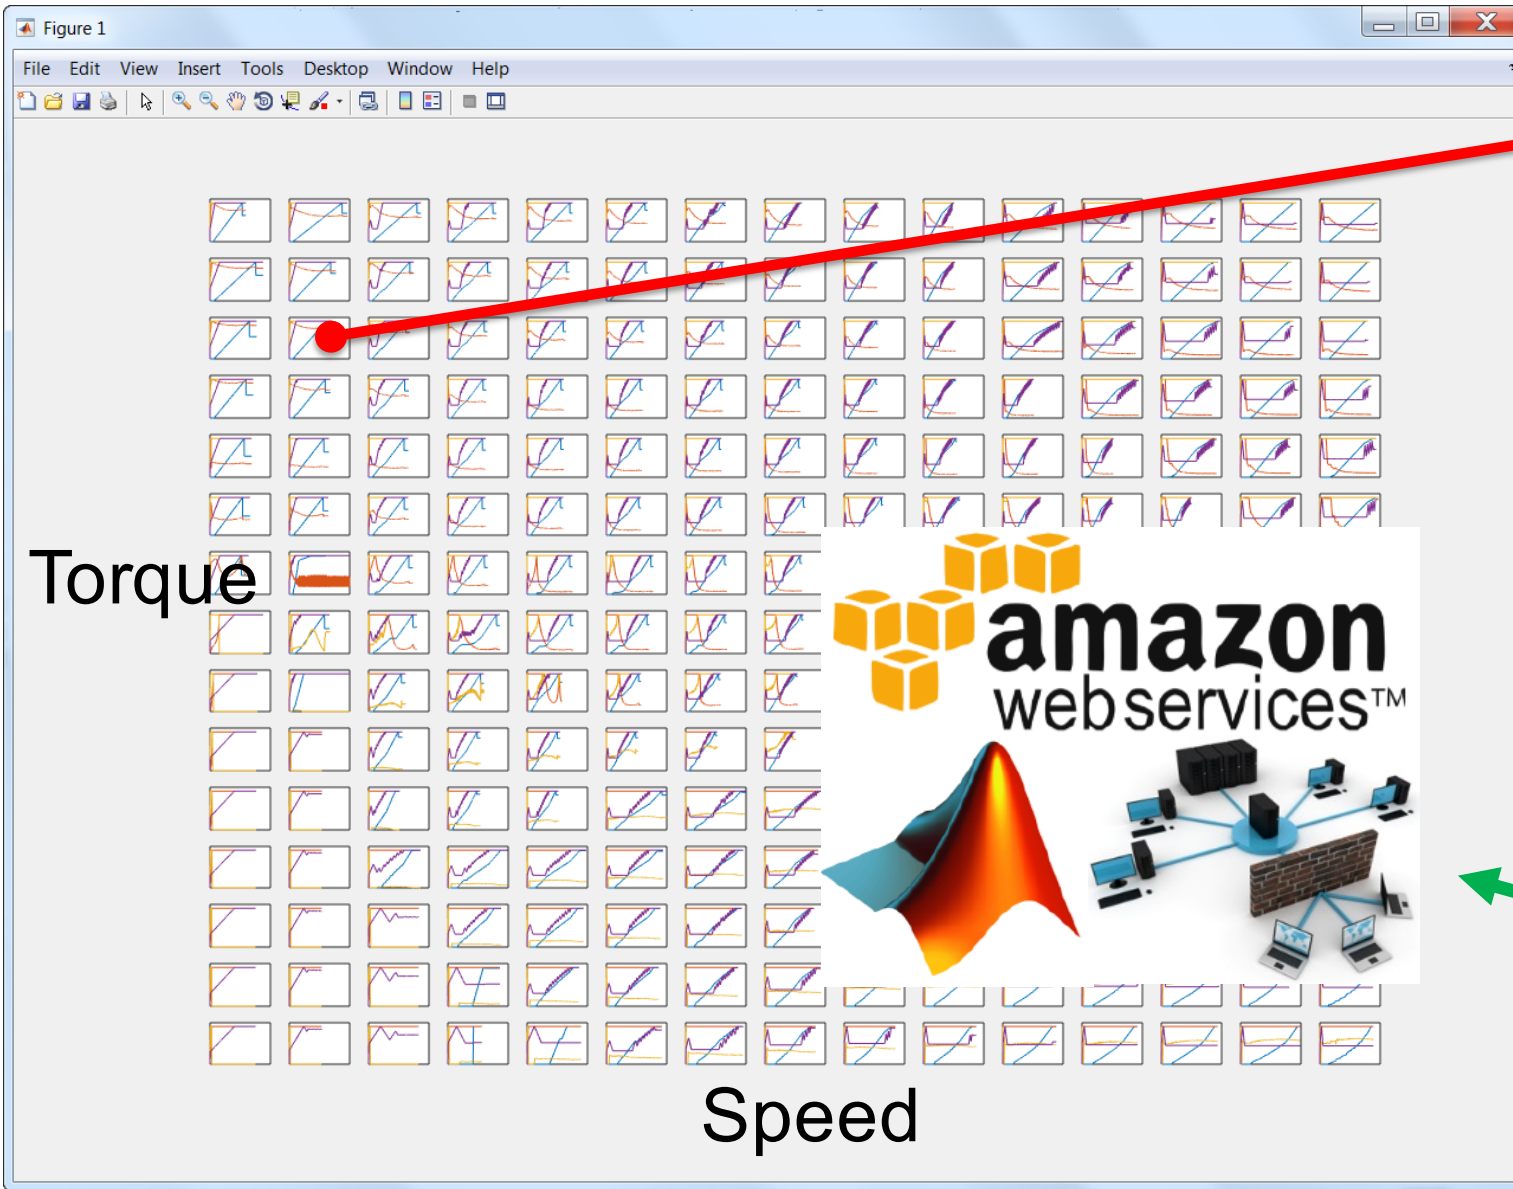 Figure 1
File Edit View Insert Tools Desktop Window Help
Torque
amazon
webservices™
Speed